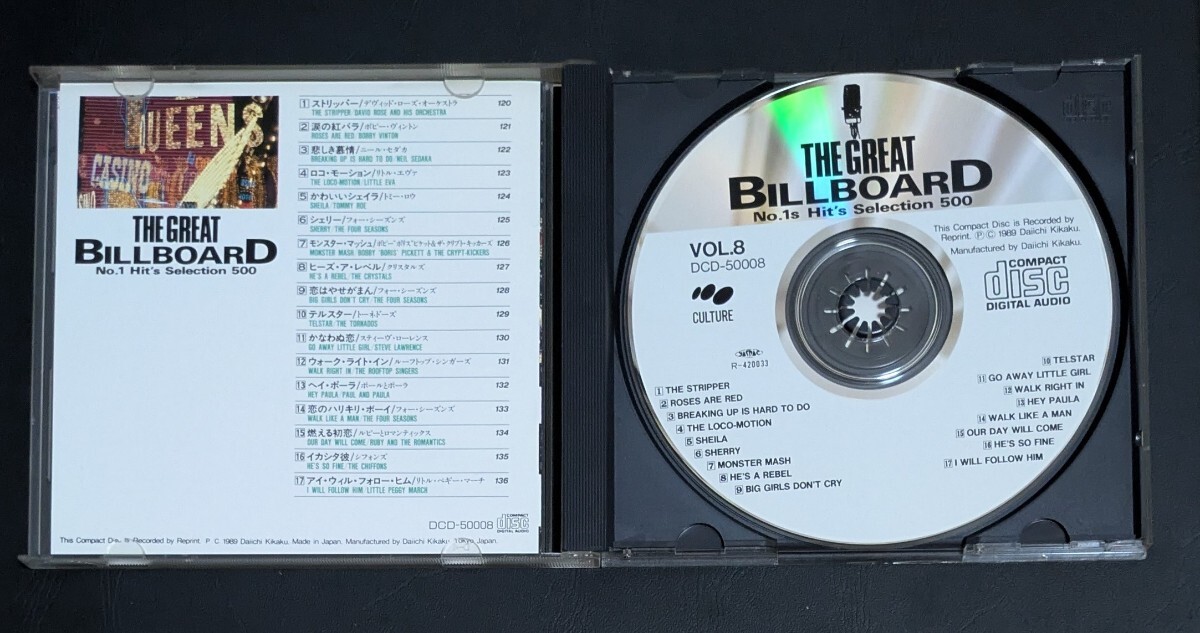 QUEENS
CASINO
THE GREAT
BILLBOARD
No.1 Hit's Selection 500
1 ストリッパー/デヴィッド・ローズ・オーケストラ 120
THE STRIPPER/DAVID ROSE AND HIS ORCHESTRA
2 涙の紅バラ/ボビー・ヴィントン 121
ROSES ARE RED/BOBBY VINTON
3 悲しき慕情/ニール・セダカ 122
BREAKING UP IS HARD TO DO/NEIL SEDAKA
4 ロコ・モーション/リトル・エヴァ 123
THE LOCO-MOTION/LITTLE EVA
5 かわいいシェイラ/トミー・ロウ 124
SHEILA/TOMMY ROE
6 シェリー/フォー・シーズンズ 125
SHERRY/THE FOUR SEASONS
7 モンスター・マッシュ/ボビー"ボリス"ピケット&ザ・クリプト・キッカーズ 126
MONSTER MASH/BOBBY "BORIS" PICKETT & THE CRYPT-KICKERS
8 ヒーズ・ア・レベル/クリスタルズ 127
HE'S A REBEL/THE CRYSTALS
9 恋はやせがまん/フォー・シーズンズ 128
BIG GIRLS DON'T CRY/THE FOUR SEASONS
10 テルスター/トーネードーズ 129
TELSTAR/THE TORNADOS
11 かなわぬ恋/スティーヴ・ローレンス 130
GO AWAY LITTLE GIRL/STEVE LAWRENCE
12 ウォーク・ライト・イン/ルーフトップ・シンガーズ 131
WALK RIGHT IN/THE ROOFTOP SINGERS
13 ヘイ・ポーラ/ポールとポーラ 132
HEY PAULA/PAUL AND PAULA
14 恋のハリキリ・ボーイ/フォー・シーズンズ 133
WALK LIKE A MAN/THE FOUR SEASONS
15 燃える初恋/ルビーとロマンティックス 134
OUR DAY WILL COME/RUBY AND THE ROMANTICS
16 イカシタ彼/シフォンズ 135
HE'S SO FINE/THE CHIFFONS
17 アイ・ウィル・フォロー・ヒム/リトル・ペギー・マーチ 136
I WILL FOLLOW HIM/LITTLE PEGGY MARCH
DCD-50008 COMPACT disc DIGITAL AUDIO
This Compact Disc is Recorded by Reprint. P C 1989 Daiichi Kikaku. Made in Japan. Manufactured by Daiichi Kikaku. Tokyo Japan.
THE GREAT
BILLBOARD
No.1s Hit's Selection 500
This Compact Disc is Recorded by
Reprint. Ⓟ Ⓒ 1989 Daiichi Kikaku.
Manufactured by Daiichi Kikaku.
VOL.8
DCD-50008
CULTURE
COMPACT
disc
DIGITAL AUDIO
R-420033
1 THE STRIPPER
2 ROSES ARE RED
3 BREAKING UP IS HARD TO DO
4 THE LOCO-MOTION
5 SHEILA
6 SHERRY
7 MONSTER MASH
8 HE'S A REBEL
9 BIG GIRLS DON'T CRY
10 TELSTAR
11 GO AWAY LITTLE GIRL
12 WALK RIGHT IN
13 HEY PAULA
14 WALK LIKE A MAN
15 OUR DAY WILL COME
16 HE'S SO FINE
17 I WILL FOLLOW HIM